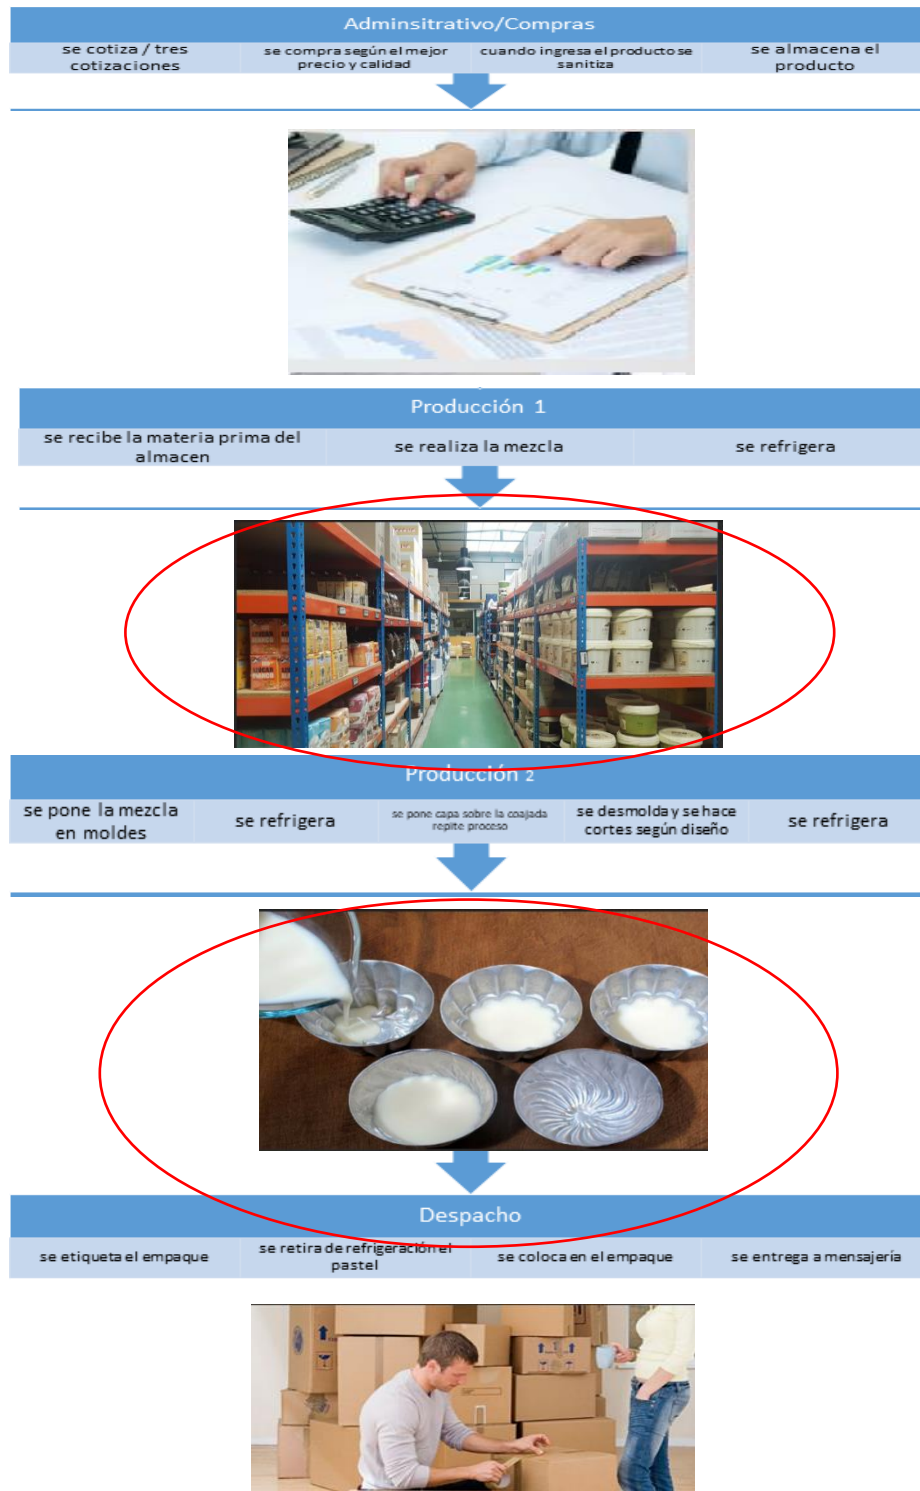 Adminsitrativo/Compras
se cotiza / tres
cotizaciones
se compra según el mejor
precio y calidad
cuando ingresa el producto se
sanitiza
se almacena el
producto
Producción 1
se recibe la materia prima del
almacen
se realiza la mezcla
se refrigera
Producción 2
se pone la mezcla
en moldes
se refrigera
se pone capa sobre la coajada
repite proceso
se desmolda y se hace
cortes según diseño
se refrigera
Despacho
se etiqueta el empaque
se retira de refrigeración el
pastel
se coloca en el empaque
se entrega a mensajería